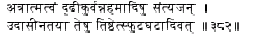 अत्रात्मत्वं दृढीकुर्वन्नहमादिषु संत्यजन् ।
उदासीनतया तेषु तिष्ठेत्स्फुटघटादिवत् ॥३८२॥